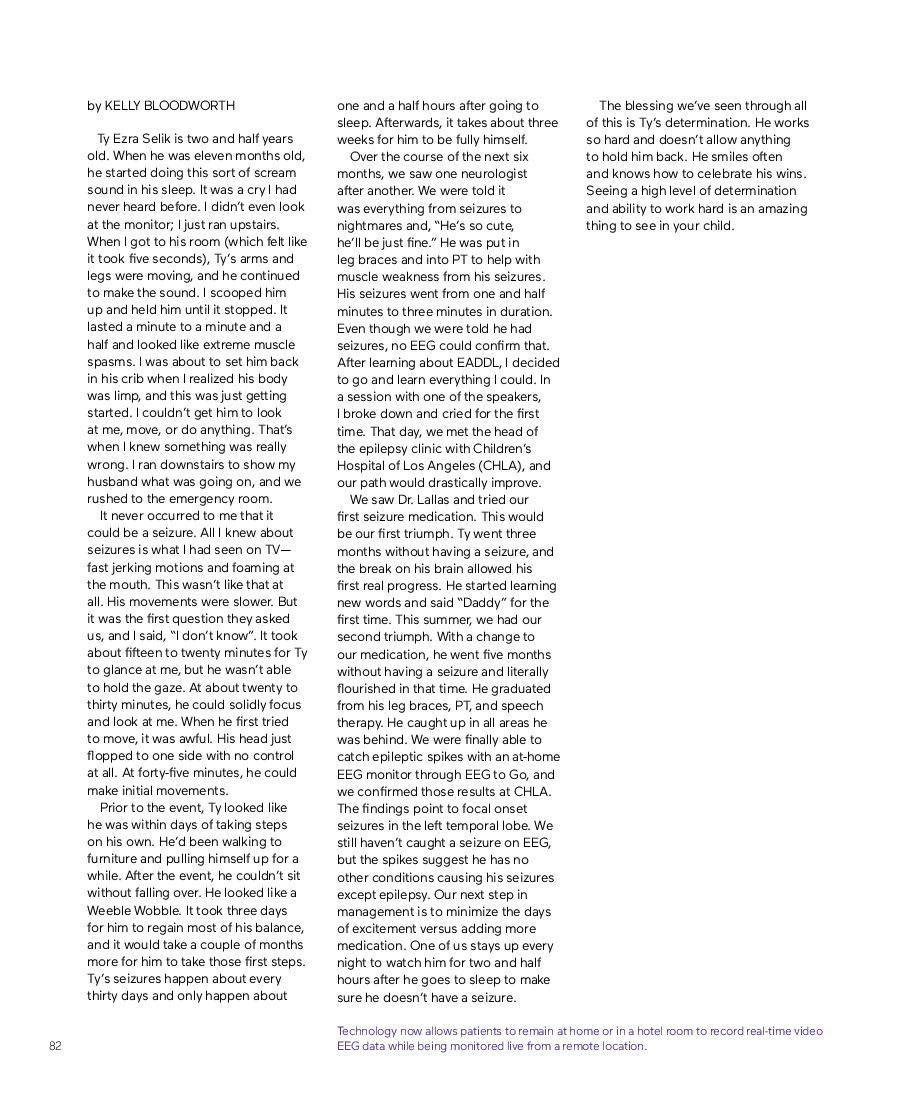 by KELLY BLOODWORTH
Ty Ezra Selik is two and half years
old. When he was eleven months old,
he started doing this sort of scream
sound in his sleep. It was a cry I had
never heard before. I didn't even look
at the monitor; I just ran upstairs.
When I got to his room (which felt like
it took five seconds), Ty's arms and
legs were moving, and he continued
to make the sound. I scooped him
up and held him until it stopped. It
lasted a minute to a minute and a
half and looked like extreme muscle
spasms. I was about to set him back
in his crib when I realized his body
was limp, and this was just getting
started. I couldn't get him to look
at me, move, or do anything. That's
when I knew something was really
wrong. I ran downstairs to show my
husband what was going on, and we
rushed to the emergency room.
It never occurred to me that it
could be a seizure. All I knew about
seizures is what I had seen on TV—
fast jerking motions and foaming at
the mouth. This wasn't like that at
all. His movements were slower. But
it was the first question they asked
us, and I said, "I don't know". It took
about fifteen to twenty minutes for Ty
to glance at me, but he wasn't able
to hold the gaze. At about twenty to
thirty minutes, he could solidly focus
and look at me. When he first tried
to move, it was awful. His head just
flopped to one side with no control
at all. At forty-five minutes, he could
make initial movements.
Prior to the event, Ty looked like
he was within days of taking steps
on his own. He'd been walking to
furniture and pulling himself up for a
while. After the event, he couldn't sit
without falling over. He looked like a
Weeble Wobble. It took three days
for him to regain most of his balance,
and it would take a couple of months
more for him to take those first steps.
Ty's seizures happen about every
thirty days and only happen about
one and a half hours after going to
sleep. Afterwards, it takes about three
weeks for him to be fully himself.
Over the course of the next six
months, we saw one neurologist
after another. We were told it
was everything from seizures to
nightmares and, "He's so cute,
he'll be just fine." He was put in
leg braces and into PT to help with
muscle weakness from his seizures.
His seizures went from one and half
minutes to three minutes in duration.
Even though we were told he had
seizures, no EEG could confirm that.
After learning about EADDL, I decided
to go and learn everything I could. In
a session with one of the speakers,
I broke down and cried for the first
time. That day, we met the head of
the epilepsy clinic with Children's
Hospital of Los Angeles (CHLA), and
our path would drastically improve.
We saw Dr. Lallas and tried our
first seizure medication. This would
be our first triumph. Ty went three
months without having a seizure, and
the break on his brain allowed his
first real progress. He started learning
new words and said "Daddy" for the
first time. This summer, we had our
second triumph. With a change to
our medication, he went five months
without having a seizure and literally
flourished in that time. He graduated
from his leg braces, PT, and speech
therapy. He caught up in all areas he
was behind. We were finally able to
catch epileptic spikes with an at-home
EEG monitor through EEG to Go, and
we confirmed those results at CHLA.
The findings point to focal onset
seizures in the left temporal lobe. We
still haven't caught a seizure on EEG,
but the spikes suggest he has no
other conditions causing his seizures
except epilepsy. Our next step in
management is to minimize the days
of excitement versus adding more
medication. One of us stays up every
night to watch him for two and half
hours after he goes to sleep to make
sure he doesn't have a seizure.
The blessing we've seen through all
of this is Ty's determination. He works
so hard and doesn't allow anything
to hold him back. He smiles often
and knows how to celebrate his wins.
Seeing a high level of determination
and ability to work hard is an amazing
thing to see in your child.
Technology now allows patients to remain at home or in a hotel room to record real-time video
EEG data while being monitored live from a remote location.
82